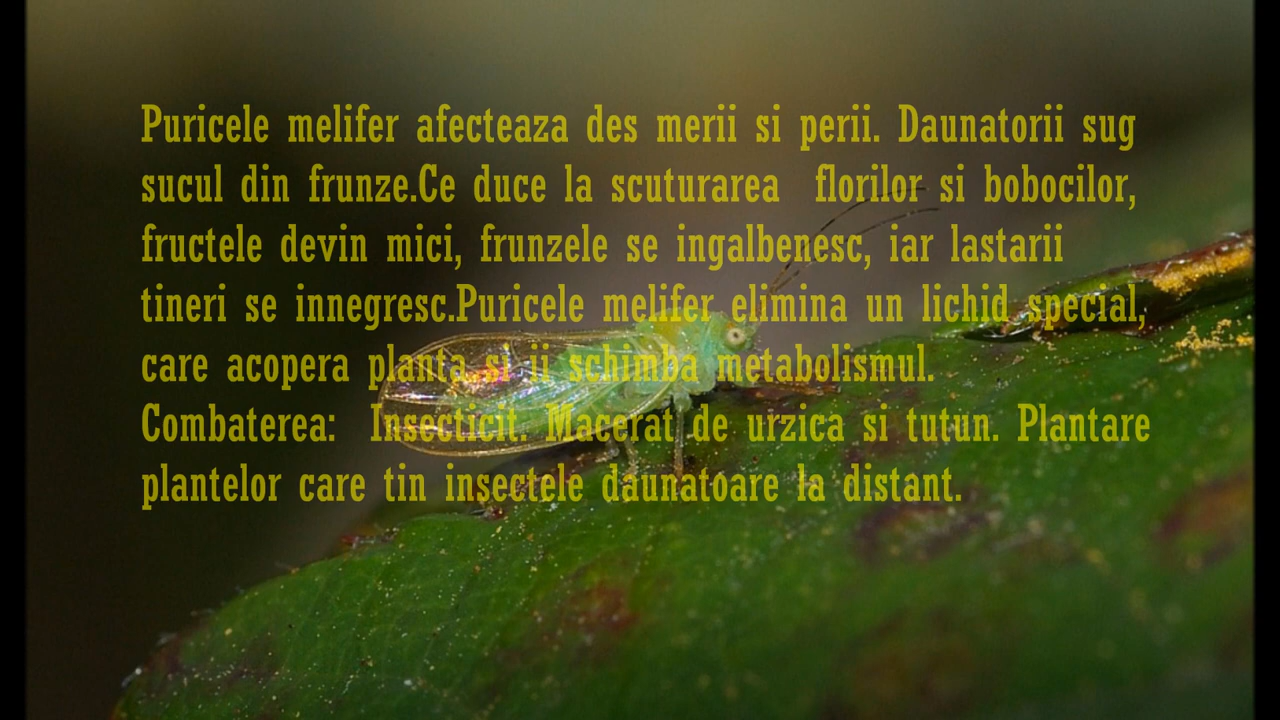 Puricele melifer afecteaza des merii si perii. Daunatorii sug
sucul din frunze.Ce duce la scuturarea florilor si bobocilor,
fructele devin mici, frunzele se ingalbenesc, iar lastarii
tineri se innegresc.Puricele melifer elimina un lichid special,
care acopera planta si ii schimba metabolismul.
Combaterea: Insecticit. Macerat de urzica si tutun. Plantare
plantelor care tin insectele daunatoare la distant.